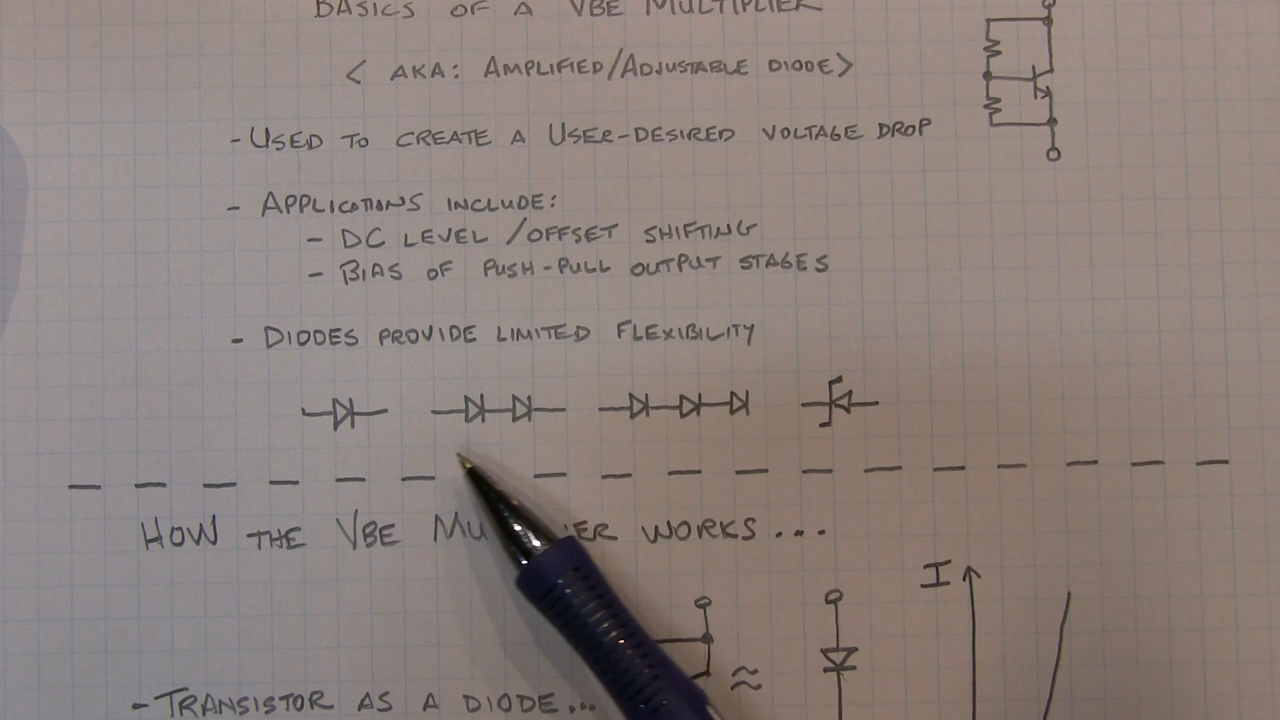 BASICS OF A VBE MULTIPLIER
< AKA: AMPLIFIED/ADJUSTABLE DIODE>
- USED TO CREATE A USER-DESIRED VOLTAGE DROP
- APPLICATIONS INCLUDE:
- DC LEVEL /OFFSET SHIFTING
- BIAS OF PUSH-PULL OUTPUT STAGES
- DIODES PROVIDE LIMITED FLEXIBILITY
HOW THE VBE WORKS...
I
≈
- TRANSISTOR AS A DIODE...